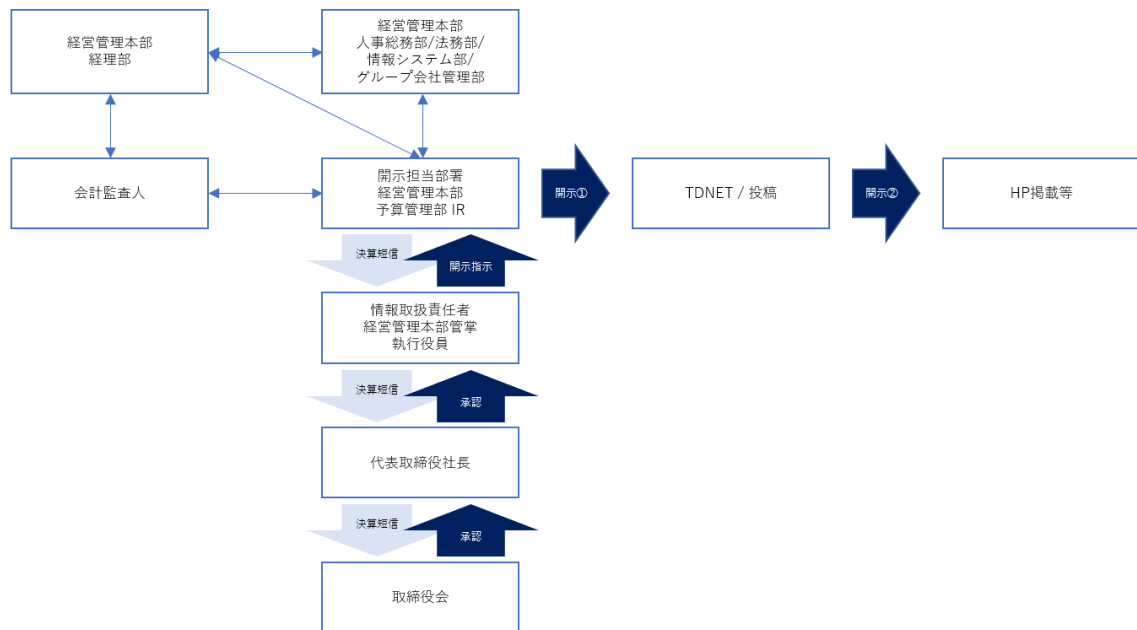 経営管理本部
経理部
経営管理本部
人事総務部/法務部/
情報システム部/
グループ会社管理部
会計監査人
開示担当部署
経営管理本部
予算管理部 IR
開示①
TDNET / 投稿
開示②
HP掲載等
決算短信
開示指示
情報取扱責任者
経営管理本部管掌
執行役員
決算短信
承認
代表取締役社長
決算短信
承認
取締役会